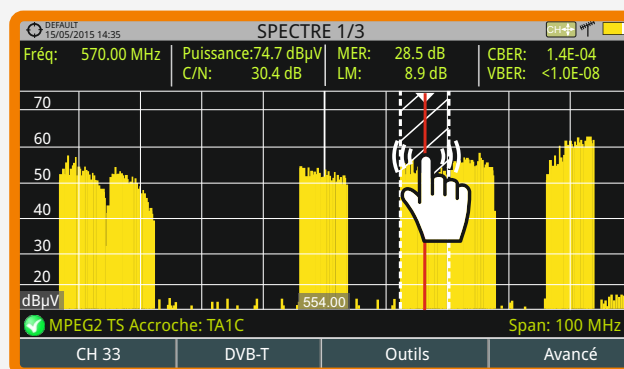 DEFAULT
15/05/2015 14:35
SPECTRE 1/3
CH
Fréq: 570.00 MHz
Puissance:74.7 dBµV
MER: 28.5 dB
CBER: 1.4E-04
C/N: 30.4 dB
LM: 8.9 dB
VBER: <1.0E-08
70
60
50
40
30
20
dBµV
554.00
MPEG2 TS Accroche: TA1C
Span: 100 MHz
CH 33
DVB-T
Outils
Avancé